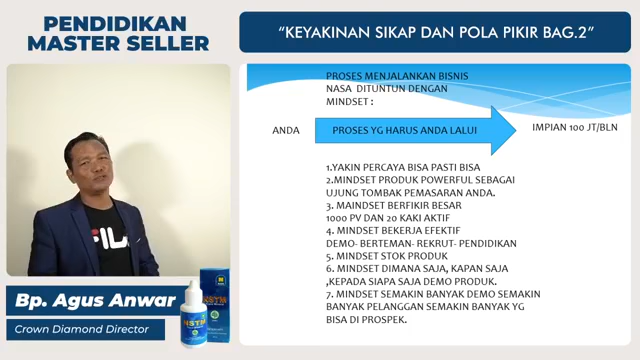 PENDIDIKAN
MASTER SELLER
"KEYAKINAN SIKAP DAN POLA PIKIR BAG.2"
PROSES MENJALANKAN BISNIS
NASA DITUNTUN DENGAN
MINDSET :
ANDA
PROSES YG HARUS ANDA LALUI
IMPIAN 100 JT/BLN
1.YAKIN PERCAYA BISA PASTI BISA
2.MINDSET PRODUK POWERFUL SEBAGAI
UJUNG TOMBAK PEMASARAN ANDA.
3. MAINDSET BERFIKIR BESAR
1000 PV DAN 20 KAKI AKTIF
4. MINDSET BEKERJA EFEKTIF
DEMO- BERTEMAN- REKRUT- PENDIDIKAN
5. MINDSET STOK PRODUK
6. MINDSET DIMANA SAJA, KAPAN SAJA
,KEPADA SIAPA SAJA DEMO PRODUK.
7. MINDSET SEMAKIN BANYAK DEMO SEMAKIN
BANYAK PELANGGAN SEMAKIN BANYAK YG
BISA DI PROSPEK.
FILA
Bp. Agus Anwar
Crown Diamond Director